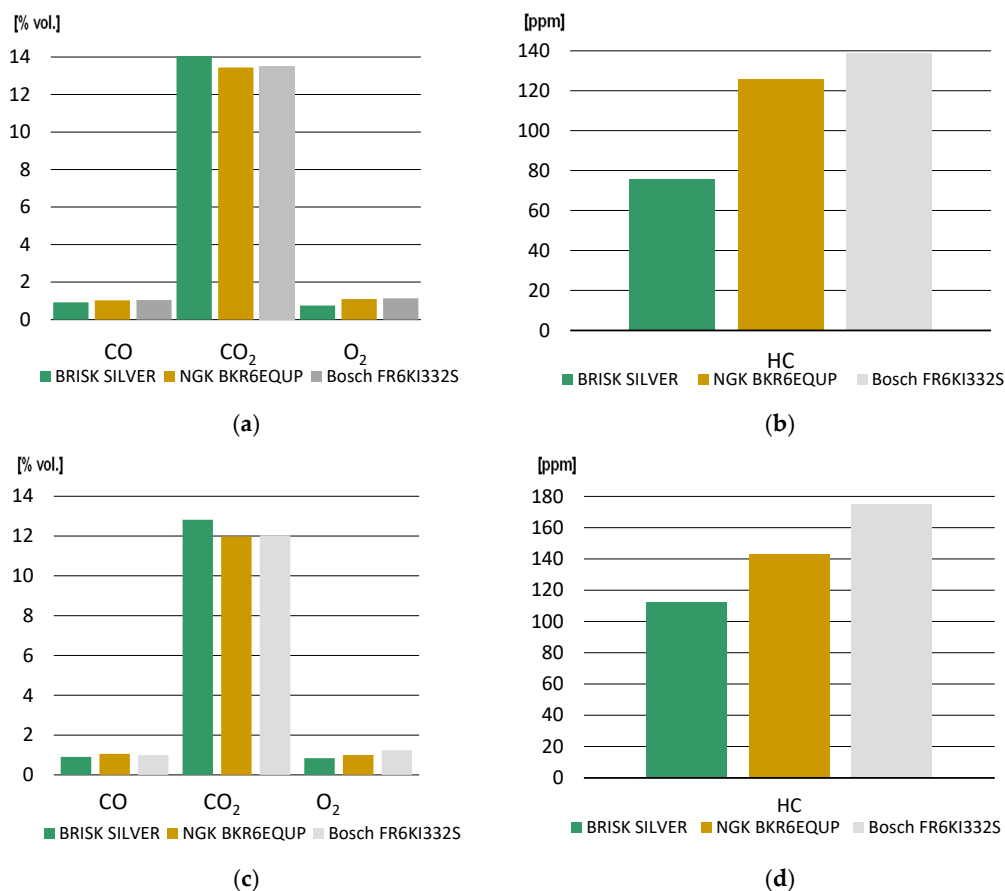 [% vol.]
14
12
10
8
6
4
2
0
CO CO₂ O₂
BRISK SILVER NGK BKR6EQUP Bosch FR6KI332S
(a)
[ppm]
140
120
100
80
60
40
20
0
HC
BRISK SILVER NGK BKR6EQUP Bosch FR6KI332S
(b)
[% vol.]
14
12
10
8
6
4
2
0
CO CO₂ O₂
BRISK SILVER NGK BKR6EQUP Bosch FR6KI332S
(c)
[ppm]
180
160
140
120
100
80
60
40
20
0
HC
BRISK SILVER NGK BKR6EQUP Bosch FR6KI332S
(d)